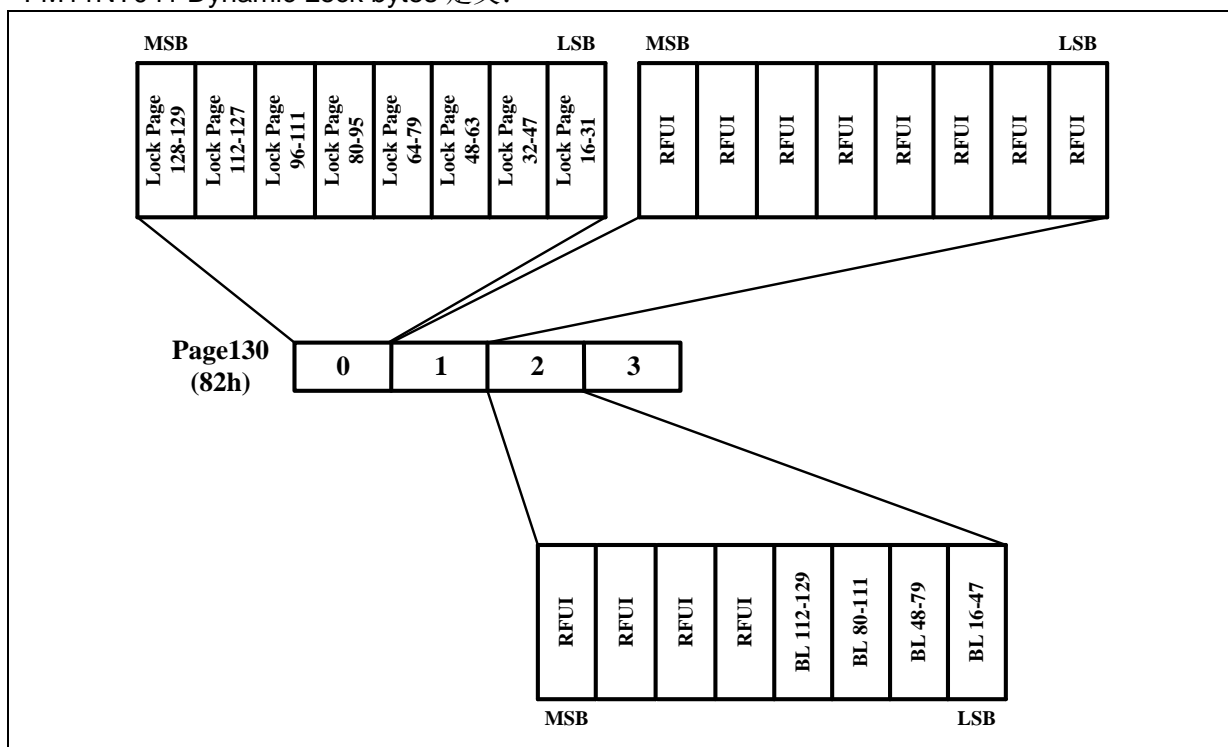 Dynamic Lock bytes
MSB LSB MSB LSB
Lock Page 128-129
Lock Page 112-127
Lock Page 96-111
Lock Page 80-95
Lock Page 64-79
Lock Page 48-63
Lock Page 32-47
Lock Page 16-31
RFUI
RFUI
RFUI
RFUI
RFUI
RFUI
RFUI
RFUI
Page130
(82h)
0 1 2 3
RFUI
RFUI
RFUI
RFUI
BL 112-129
BL 80-111
BL 48-79
BL 16-47
MSB LSB